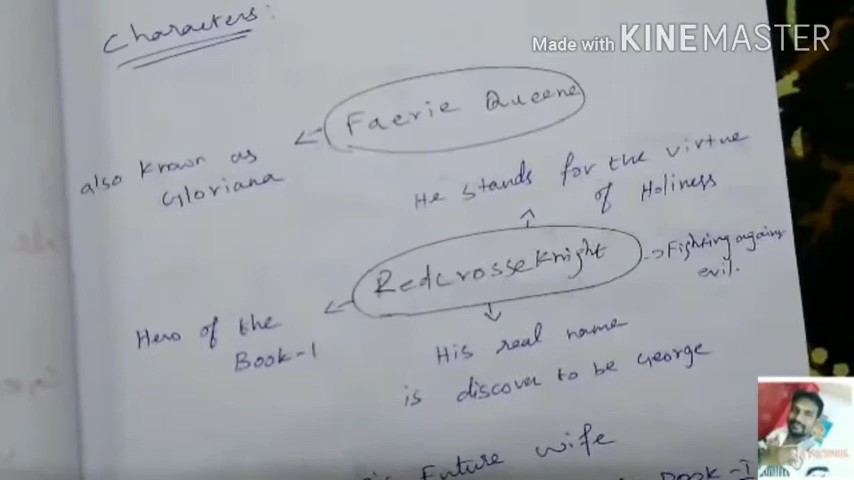 Characters:
Made with KINEMASTER
Faerie Queene
also known as
Gloriana
He stands for the virtue
of Holiness
Redcrosse Knight
Fighting against
evil.
Hero of the
Book-1
His real name
is discover to be George
Future wife
Book-I